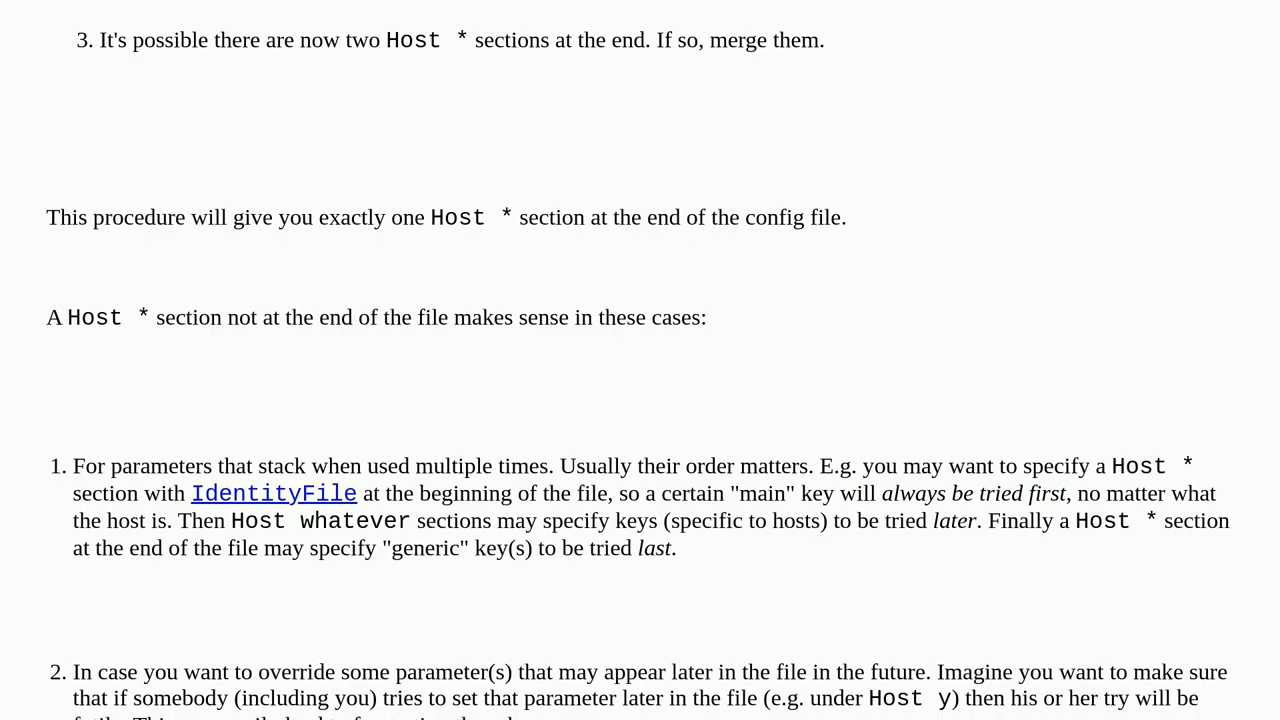 3. It's possible there are now two Host * sections at the end. If so, merge them.
This procedure will give you exactly one Host * section at the end of the config file.
A Host * section not at the end of the file makes sense in these cases:
1. For parameters that stack when used multiple times. Usually their order matters. E.g. you may want to specify a Host *
section with IdentityFile at the beginning of the file, so a certain "main" key will always be tried first, no matter what
the host is. Then Host whatever sections may specify keys (specific to hosts) to be tried later. Finally a Host * section
at the end of the file may specify "generic" key(s) to be tried last.
2. In case you want to override some parameter(s) that may appear later in the file in the future. Imagine you want to make sure
that if somebody (including you) tries to set that parameter later in the file (e.g. under Host y) then his or her try will be